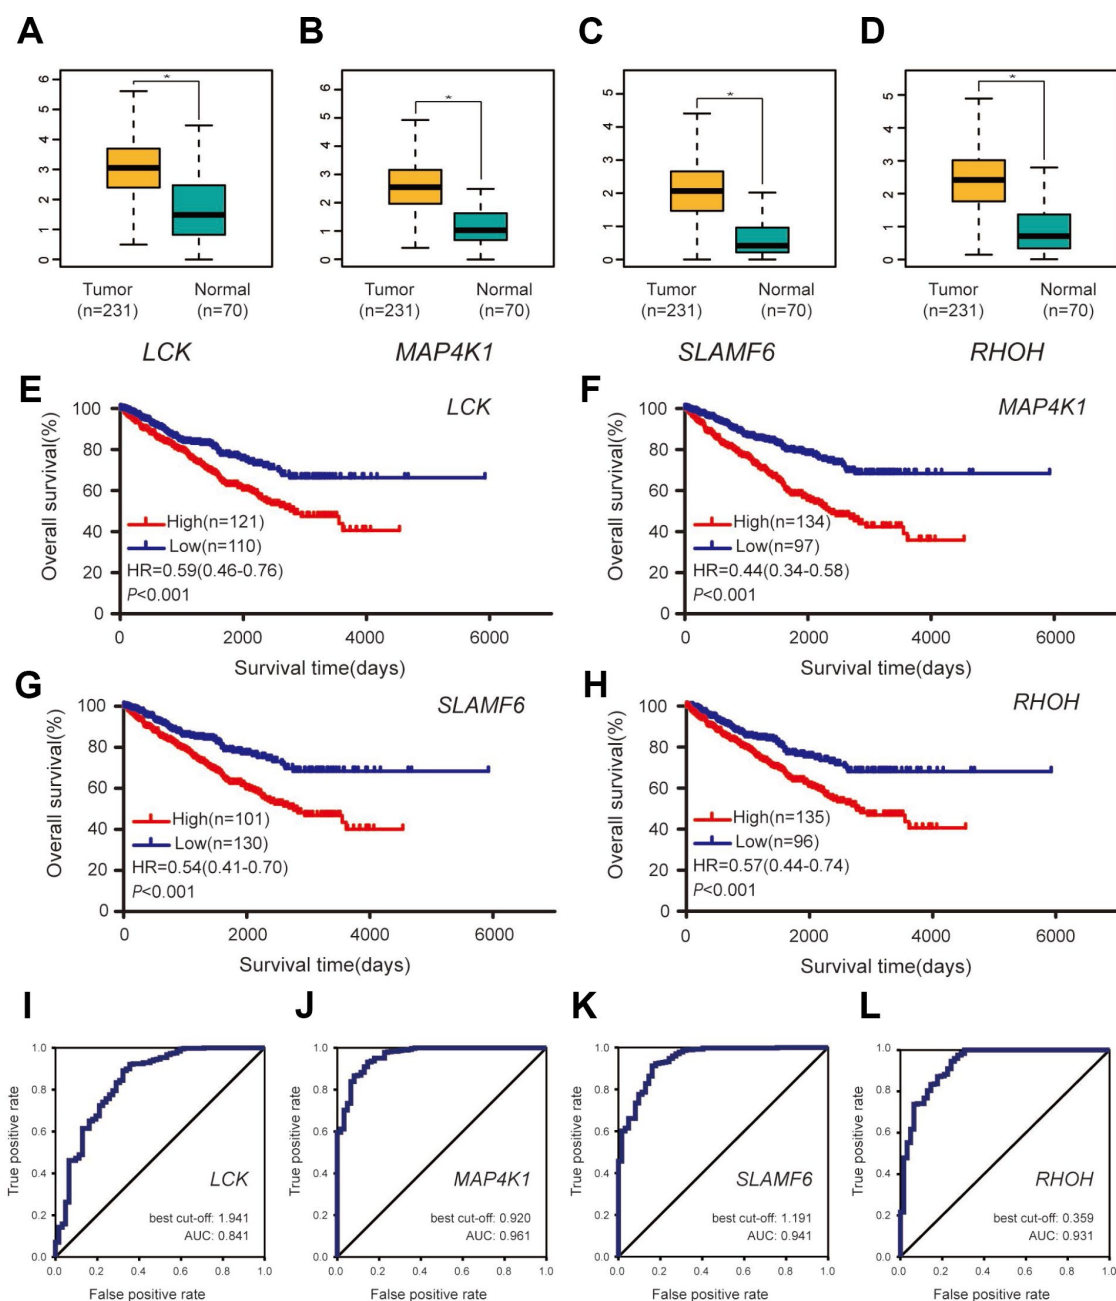 A
B
C
D
6
5
4
3
2
1
0
*
Tumor
(n=231)
Normal
(n=70)
LCK
6
5
4
3
2
1
0
*
Tumor
(n=231)
Normal
(n=70)
MAP4K1
5
4
3
2
1
0
*
Tumor
(n=231)
Normal
(n=70)
SLAMF6
5
4
3
2
1
0
*
Tumor
(n=231)
Normal
(n=70)
RHOH
E
LCK
Overall survival(%)
100
80
60
40
20
0
High(n=121)
Low(n=110)
HR=0.59(0.46-0.76)
P<0.001
0 2000 4000 6000
Survival time(days)
F
MAP4K1
Overall survival(%)
100
80
60
40
20
0
High(n=134)
Low(n=97)
HR=0.44(0.34-0.58)
P<0.001
0 2000 4000 6000
Survival time(days)
G
SLAMF6
Overall survival(%)
100
80
60
40
20
0
High(n=101)
Low(n=130)
HR=0.54(0.41-0.70)
P<0.001
0 2000 4000 6000
Survival time(days)
H
RHOH
Overall survival(%)
100
80
60
40
20
0
High(n=135)
Low(n=96)
HR=0.57(0.44-0.74)
P<0.001
0 2000 4000 6000
Survival time(days)
I
True positive rate
1.0
0.8
0.6
0.4
0.2
0.0
LCK
best cut-off: 1.941
AUC: 0.841
0.0 0.2 0.4 0.6 0.8 1.0
False positive rate
J
True positive rate
1.0
0.8
0.6
0.4
0.2
0.0
MAP4K1
best cut-off: 0.920
AUC: 0.961
0.0 0.2 0.4 0.6 0.8 1.0
False positive rate
K
True positive rate
1.0
0.8
0.6
0.4
0.2
0.0
SLAMF6
best cut-off: 1.191
AUC: 0.941
0.0 0.2 0.4 0.6 0.8 1.0
False positive rate
L
True positive rate
1.0
0.8
0.6
0.4
0.2
0.0
RHOH
best cut-off: 0.359
AUC: 0.931
0.0 0.2 0.4 0.6 0.8 1.0
False positive rate